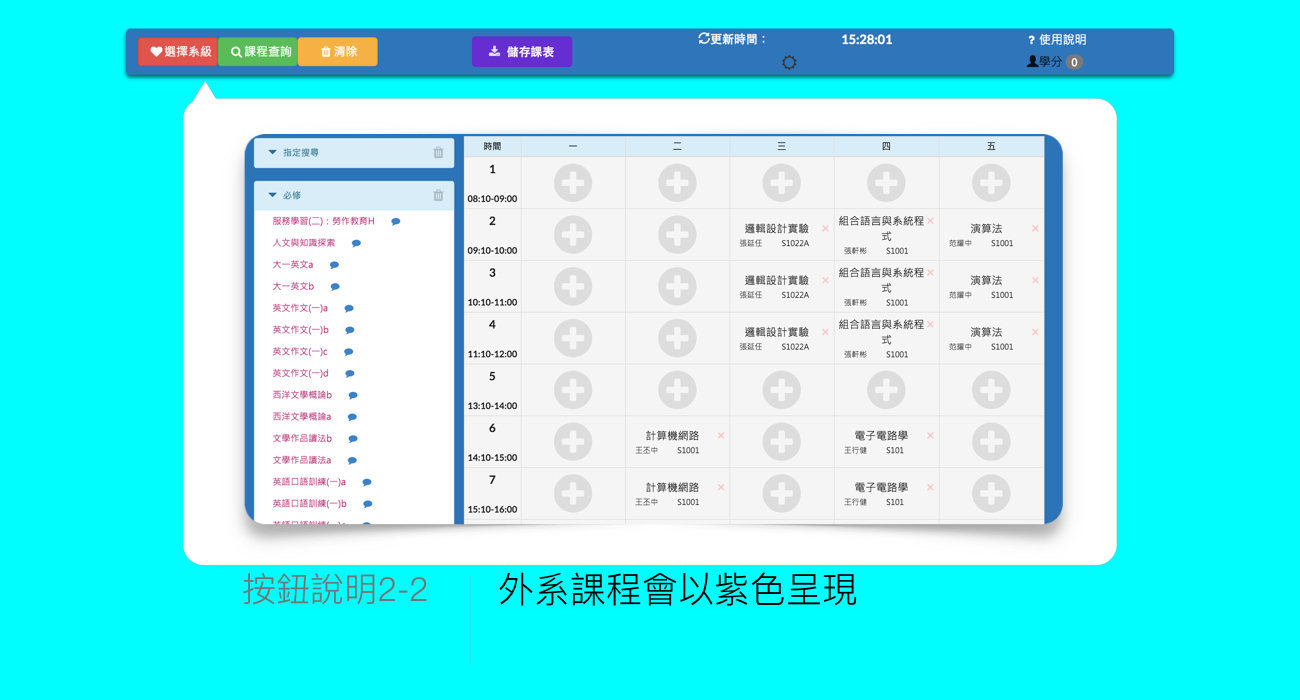 選擇系級 課程查詢 清除 儲存課表 更新時間： 15:28:01 ? 使用說明
學分 0
指定搜尋
必修
服務學習(二)：勞作教育H
人文與知識探索
大一英文a
大一英文b
英文作文(一)a
英文作文(一)b
英文作文(一)c
英文作文(一)d
西洋文學概論b
西洋文學概論a
文學作品讀法b
文學作品讀法a
英語口語訓練(一)a
英語口語訓練(一)b
時間 一 二 三 四 五
1
08:10-09:00
2
09:10-10:00
邏輯設計實驗 ×
張延任 S1022A
組合語言與系統程 ×
式
張軒彬 S1001
演算法 ×
范耀中 S1001
3
10:10-11:00
邏輯設計實驗 ×
張延任 S1022A
組合語言與系統程 ×
式
張軒彬 S1001
演算法 ×
范耀中 S1001
4
11:10-12:00
邏輯設計實驗 ×
張延任 S1022A
組合語言與系統程 ×
式
張軒彬 S1001
演算法 ×
范耀中 S1001
5
13:10-14:00
6
14:10-15:00
計算機網路 ×
王丕中 S1001
電子電路學 ×
王行健 S101
7
15:10-16:00
計算機網路 ×
王丕中 S1001
電子電路學 ×
王行健 S101
按鈕說明2-2
外系課程會以紫色呈現